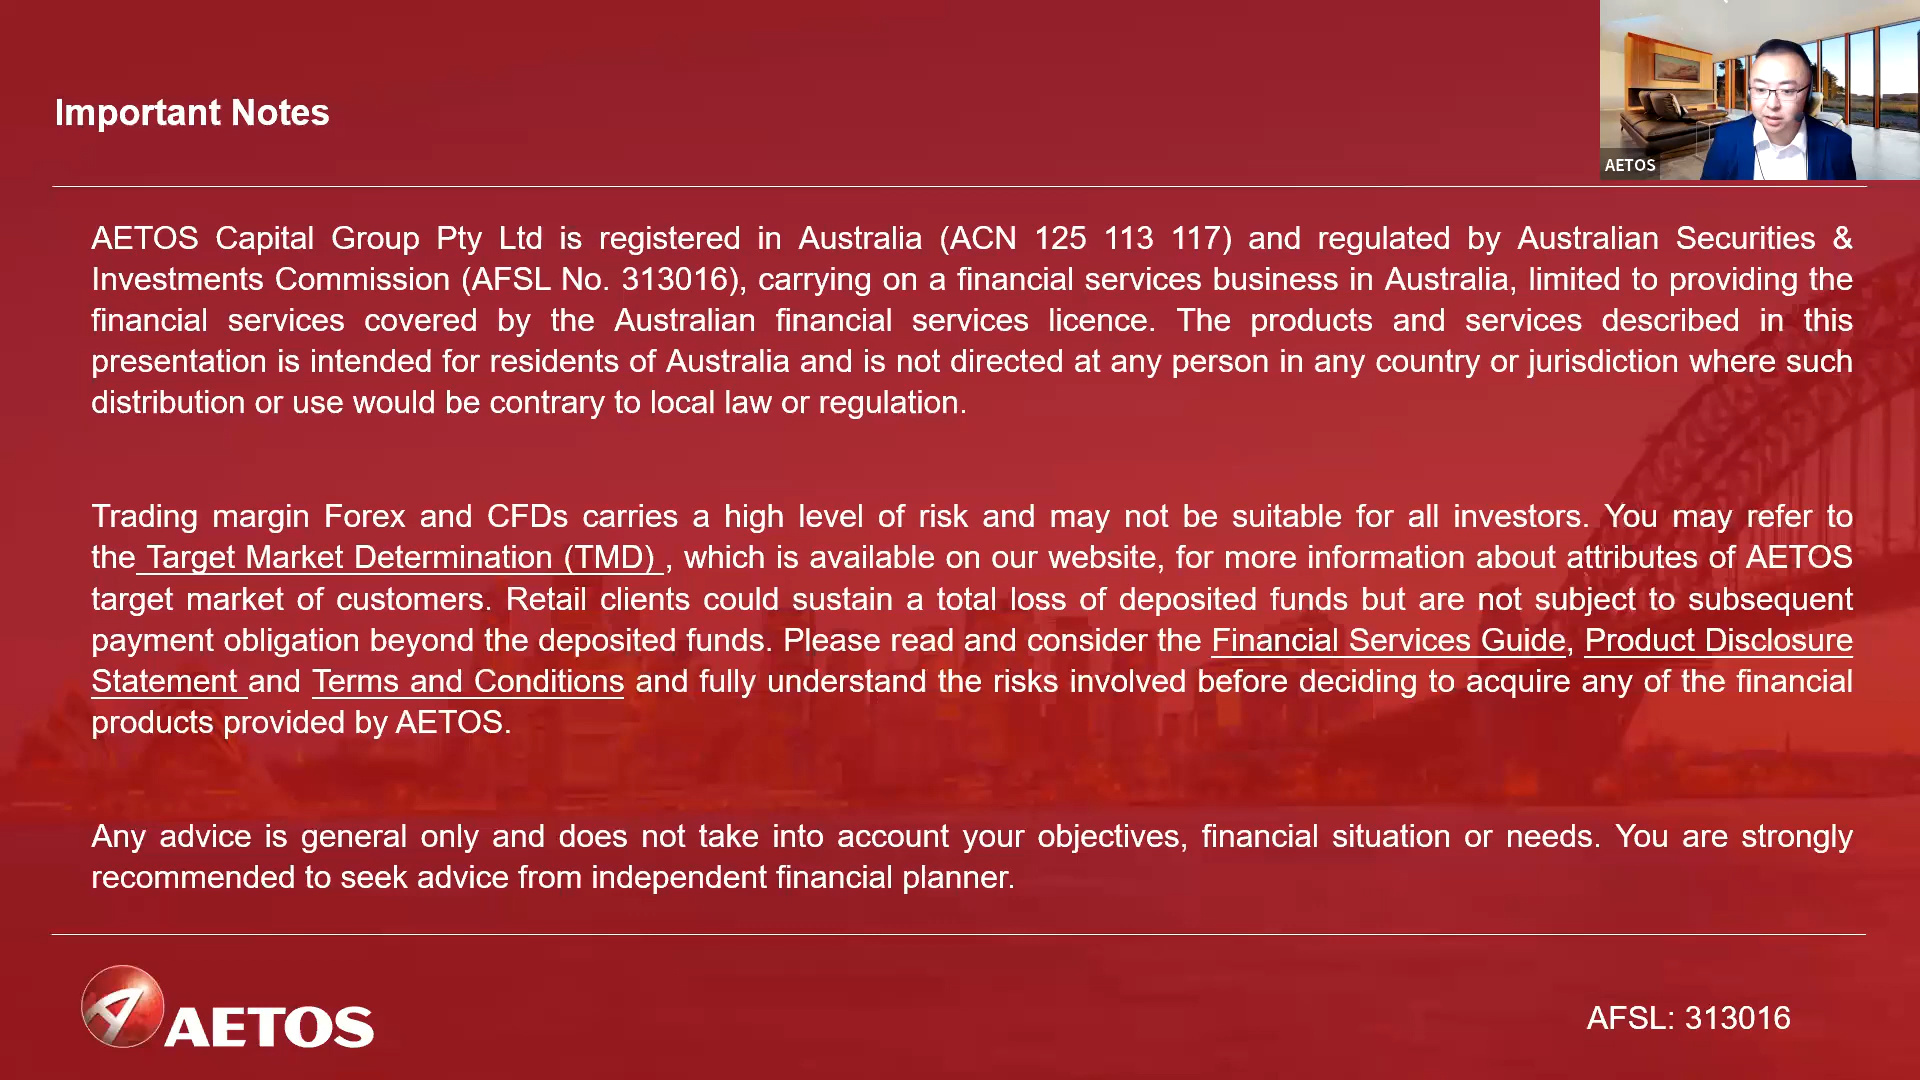 AETOS
Important Notes
AETOS Capital Group Pty Ltd is registered in Australia (ACN 125 113 117) and regulated by Australian Securities &
Investments Commission (AFSL No. 313016), carrying on a financial services business in Australia, limited to providing the
financial services covered by the Australian financial services licence. The products and services described in this
presentation is intended for residents of Australia and is not directed at any person in any country or jurisdiction where such
distribution or use would be contrary to local law or regulation.
Trading margin Forex and CFDs carries a high level of risk and may not be suitable for all investors. You may refer to
the Target Market Determination (TMD) , which is available on our website, for more information about attributes of AETOS
target market of customers. Retail clients could sustain a total loss of deposited funds but are not subject to subsequent
payment obligation beyond the deposited funds. Please read and consider the Financial Services Guide, Product Disclosure
Statement and Terms and Conditions and fully understand the risks involved before deciding to acquire any of the financial
products provided by AETOS.
Any advice is general only and does not take into account your objectives, financial situation or needs. You are strongly
recommended to seek advice from independent financial planner.
AETOS
AFSL: 313016